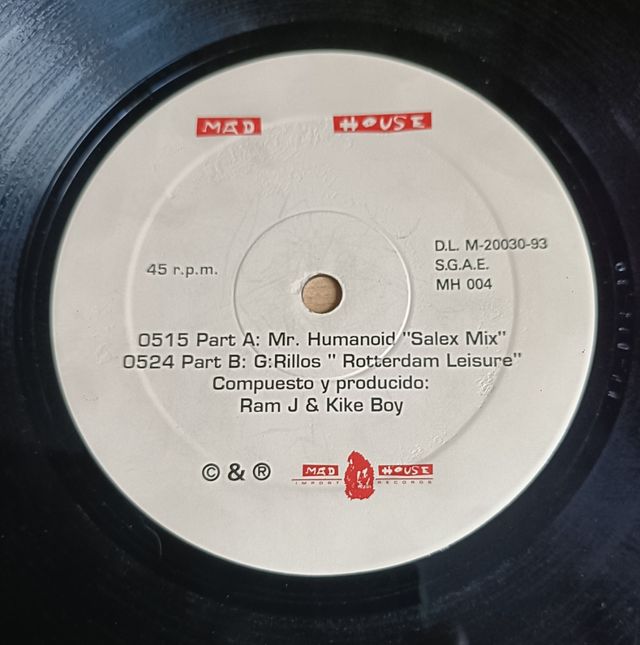 MAD HOUSE
45 r.p.m.
D.L. M-20030-93
S.G.A.E.
MH 004
0515 Part A: Mr. Humanoid "Salex Mix"
0524 Part B: G:Rillos " Rotterdam Leisure"
Compuesto y producido:
Ram J & Kike Boy
© & ®
MAD HOUSE
IMPORT RECORDS